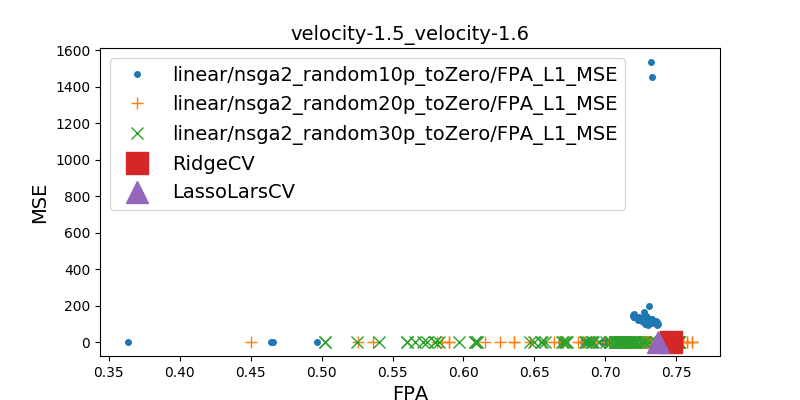 velocity-1.5_velocity-1.6
1600
1400
1200
1000
800
600
400
200
0
MSE
linear/nsga2_random10p_toZero/FPA_L1_MSE
linear/nsga2_random20p_toZero/FPA_L1_MSE
linear/nsga2_random30p_toZero/FPA_L1_MSE
RidgeCV
LassoLarsCV
0.35 0.40 0.45 0.50 0.55 0.60 0.65 0.70 0.75
FPA